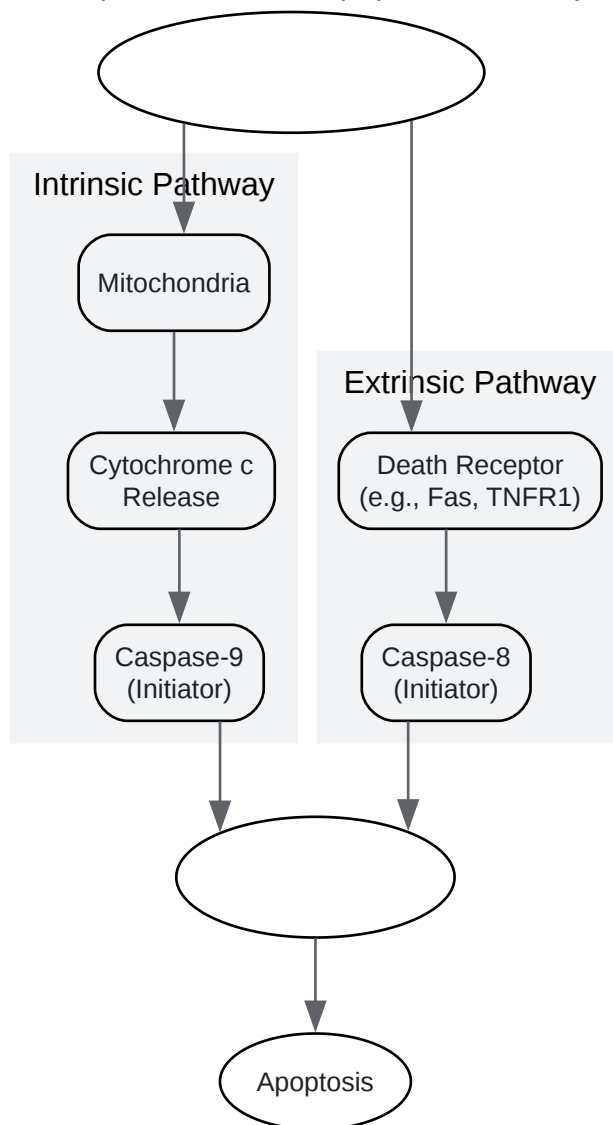 Intrinsic Pathway
Mitochondria
Extrinsic Pathway
Cytochrome c
Release
Death Receptor
(e.g., Fas, TNFR1)
Caspase-9
(Initiator)
Caspase-8
(Initiator)
Apoptosis